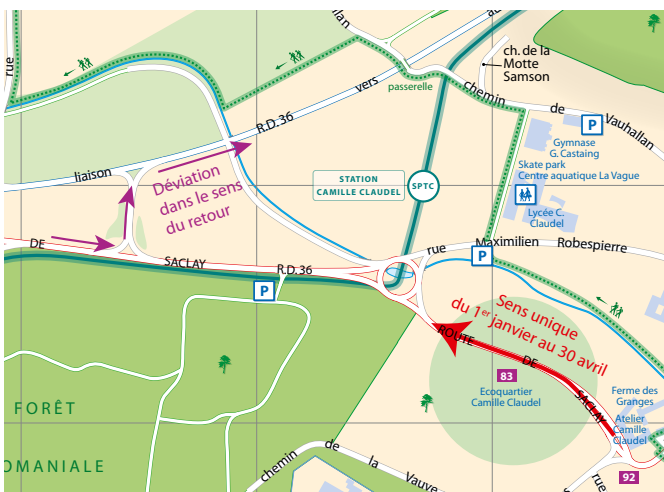 rue
llan
ch. de la
Motte
Samson
passerelle
vers
R.D.36
chemin
de
Vauhallan
P
Gymnase
G. Castaing
Skate park
Centre aquatique La Vague
liaison
Déviation
dans le sens
du retour
STATION
CAMILLE CLAUDEL
SPTC
Lycée C.
Claudel
DE
SACLAY
R.D.36
rue
Maximilien
Robespierre
P
P
Sens unique
du 1er janvier au 30 avril
ROUTE
DE
SACLAY
83
Ecoquartier
Camille Claudel
Ferme des
Granges
Atelier
Camille
Claudel
FORÊT
OMANIALE
chemin
de
la
Vauve
rue
92